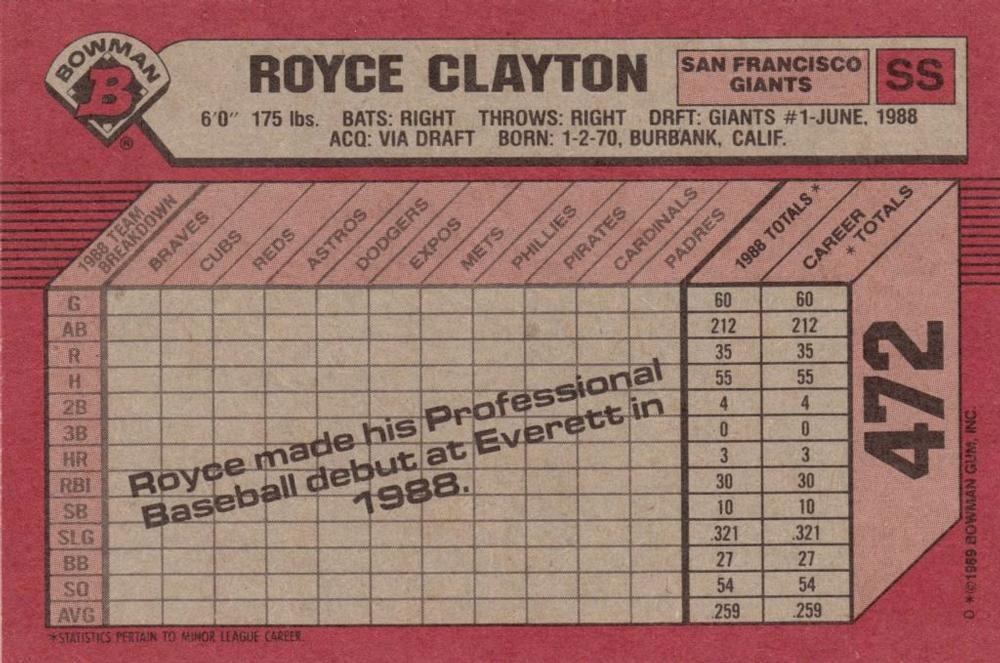 BOWMAN
B
®
ROYCE CLAYTON
SAN FRANCISCO
GIANTS
SS
6'0" 175 lbs. BATS: RIGHT THROWS: RIGHT DRFT: GIANTS #1-JUNE, 1988
ACQ: VIA DRAFT BORN: 1-2-70, BURBANK, CALIF.
1988 TEAM
BREAKDOWN
BRAVES
CUBS
REDS
ASTROS
DODGERS
EXPOS
METS
PHILLIES
PIRATES
CARDINALS
PADRES
1988 TOTALS *
CAREER
* TOTALS
G 60 60
AB 212 212
R 35 35
H 55 55
2B 4 4
3B 0 0
HR 3 3
RBI 30 30
SB 10 10
SLG .321 .321
BB 27 27
SO 54 54
AVG .259 .259
Royce made his Professional
Baseball debut at Everett in
1988.
472
D *©1989 BOWMAN GUM, INC.
*STATISTICS PERTAIN TO MINOR LEAGUE CAREER.